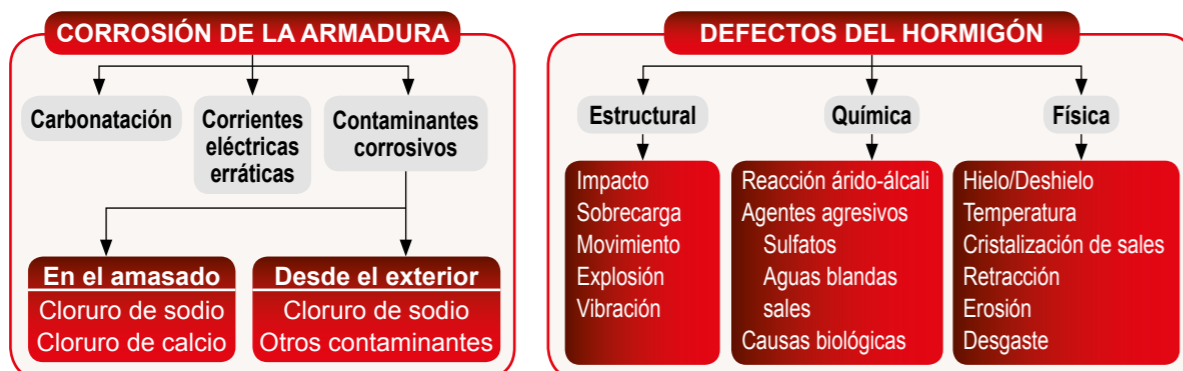 CORROSIÓN DE LA ARMADURA
Carbonatación
Corrientes
eléctricas
erráticas
Contaminantes
corrosivos
En el amasado
Cloruro de sodio
Cloruro de calcio
Desde el exterior
Cloruro de sodio
Otros contaminantes
DEFECTOS DEL HORMIGÓN
Estructural
Impacto
Sobrecarga
Movimiento
Explosión
Vibración
Química
Reacción árido-álcali
Agentes agresivos
Sulfatos
Aguas blandas
sales
Causas biológicas
Física
Hielo/Deshielo
Temperatura
Cristalización de sales
Retracción
Erosión
Desgaste